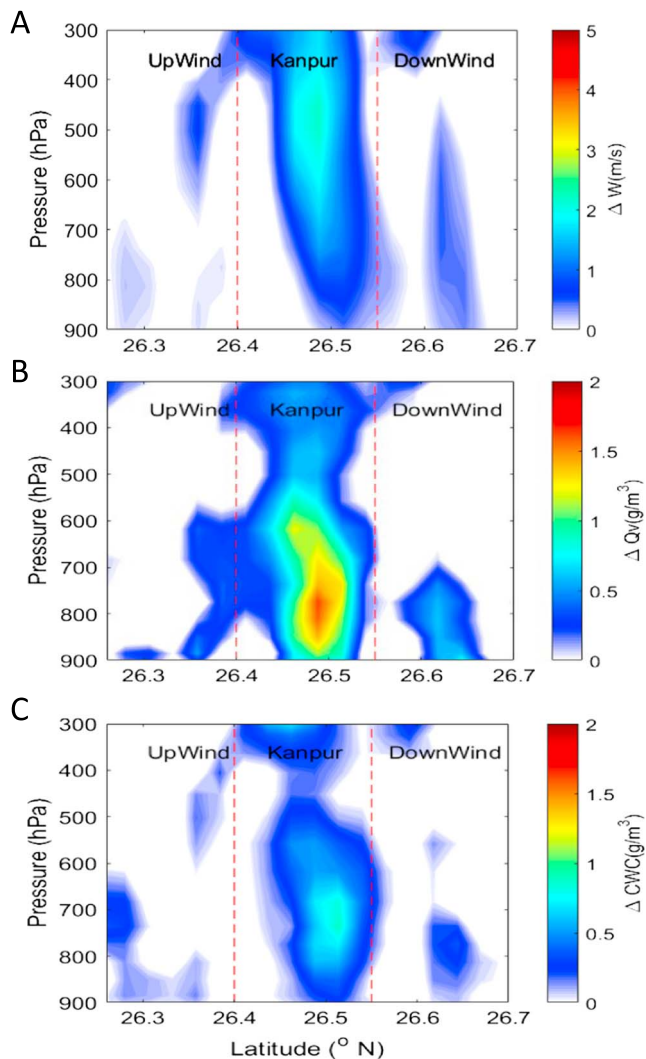 A
300
400
500
600
700
800
900
Pressure (hPa)
UpWind Kanpur DownWind
26.3 26.4 26.5 26.6 26.7
5
4
3
2
1
0
Δ W(m/s)
B
300
400
500
600
700
800
900
Pressure (hPa)
UpWind Kanpur DownWind
26.3 26.4 26.5 26.6 26.7
2
1.5
1
0.5
0
Δ Qv(g/m³)
C
300
400
500
600
700
800
900
Pressure (hPa)
UpWind Kanpur DownWind
26.3 26.4 26.5 26.6 26.7
Latitude (° N)
2
1.5
1
0.5
0
Δ CWC(g/m³)